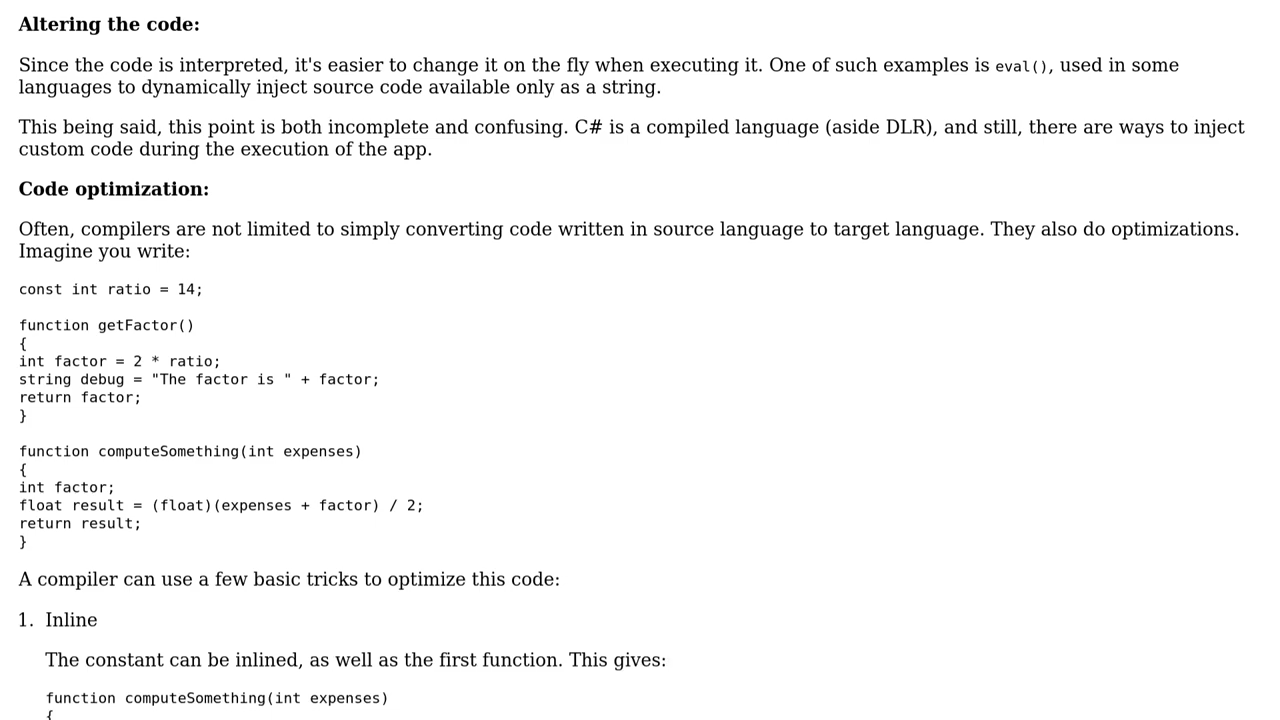 Altering the code:
Since the code is interpreted, it's easier to change it on the fly when executing it. One of such examples is eval(), used in some
languages to dynamically inject source code available only as a string.
This being said, this point is both incomplete and confusing. C# is a compiled language (aside DLR), and still, there are ways to inject
custom code during the execution of the app.
Code optimization:
Often, compilers are not limited to simply converting code written in source language to target language. They also do optimizations.
Imagine you write:
const int ratio = 14;
function getFactor()
{
int factor = 2 * ratio;
string debug = "The factor is " + factor;
return factor;
}
function computeSomething(int expenses)
{
int factor;
float result = (float)(expenses + factor) / 2;
return result;
}
A compiler can use a few basic tricks to optimize this code:
1. Inline
The constant can be inlined, as well as the first function. This gives:
function computeSomething(int expenses)
{